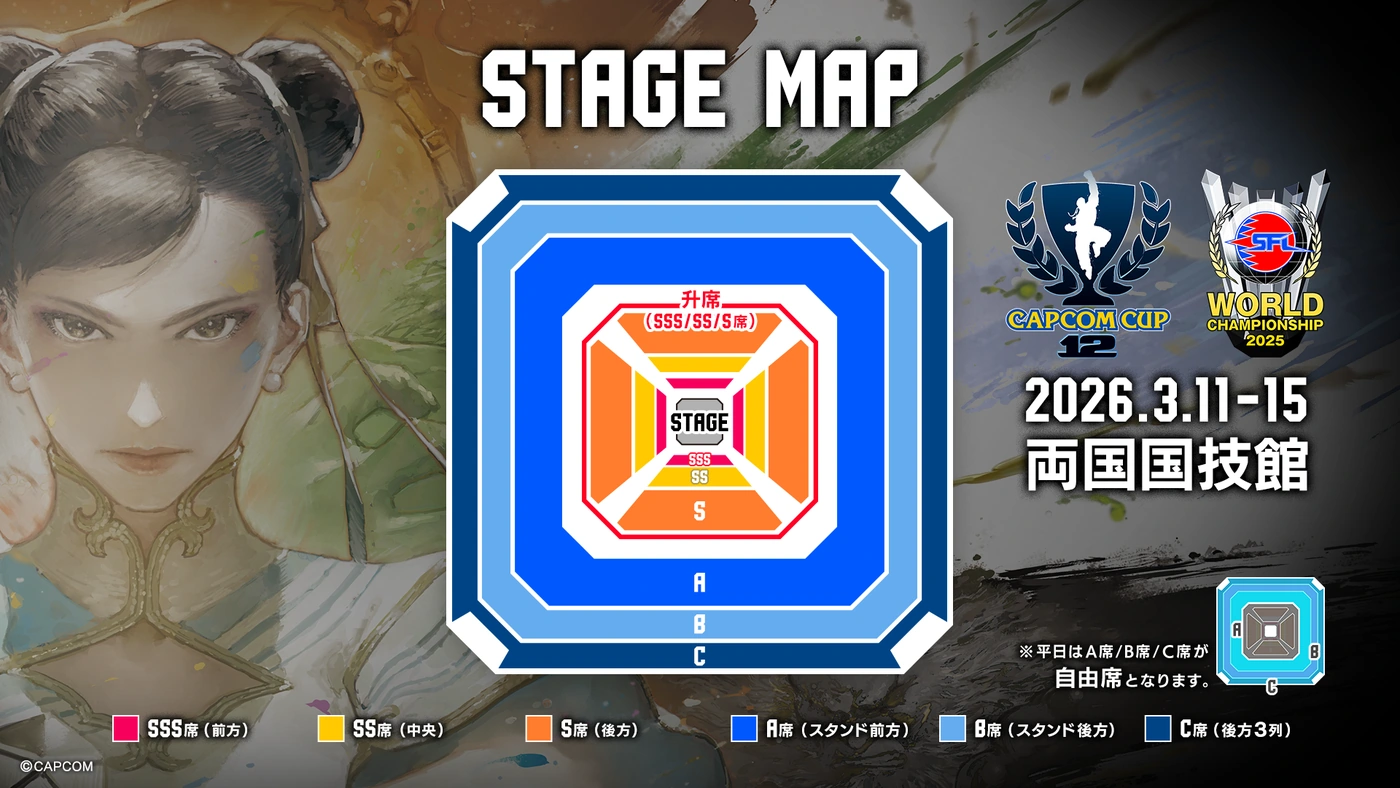 STAGE MAP
升席
(SSS/SS/S席)
STAGE
SSS
SS
S
A
B
C
SFL
CAPCOM CUP
12
WORLD
CHAMPIONSHIP
2025
2026.3.11-15
両国国技館
※平日はA席/B席/C席が
自由席となります。
A
B
C
SSS席（前方）
SS席（中央）
S席（後方）
A席（スタンド前方）
B席（スタンド後方）
C席（後方3列）
©CAPCOM